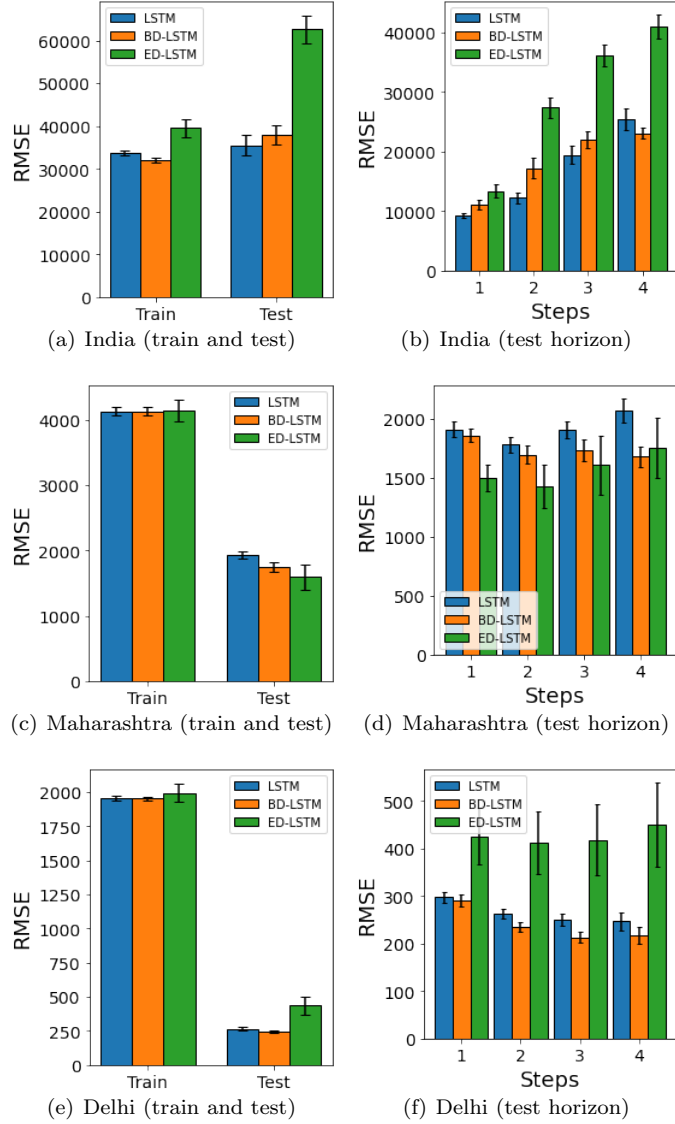 LSTM
BD-LSTM
ED-LSTM
RMSE
60000
50000
40000
30000
20000
10000
0
Train Test
(a) India (train and test)
LSTM
BD-LSTM
ED-LSTM
RMSE
40000
30000
20000
10000
0
1 2 3 4
Steps
(b) India (test horizon)
LSTM
BD-LSTM
ED-LSTM
RMSE
4000
3000
2000
1000
0
Train Test
(c) Maharashtra (train and test)
RMSE
2000
1500
1000
500
0
LSTM
BD-LSTM
ED-LSTM
1 2 3 4
Steps
(d) Maharashtra (test horizon)
LSTM
BD-LSTM
ED-LSTM
RMSE
2000
1750
1500
1250
1000
750
500
250
0
Train Test
(e) Delhi (train and test)
LSTM
BD-LSTM
ED-LSTM
RMSE
500
400
300
200
100
0
1 2 3 4
Steps
(f) Delhi (test horizon)